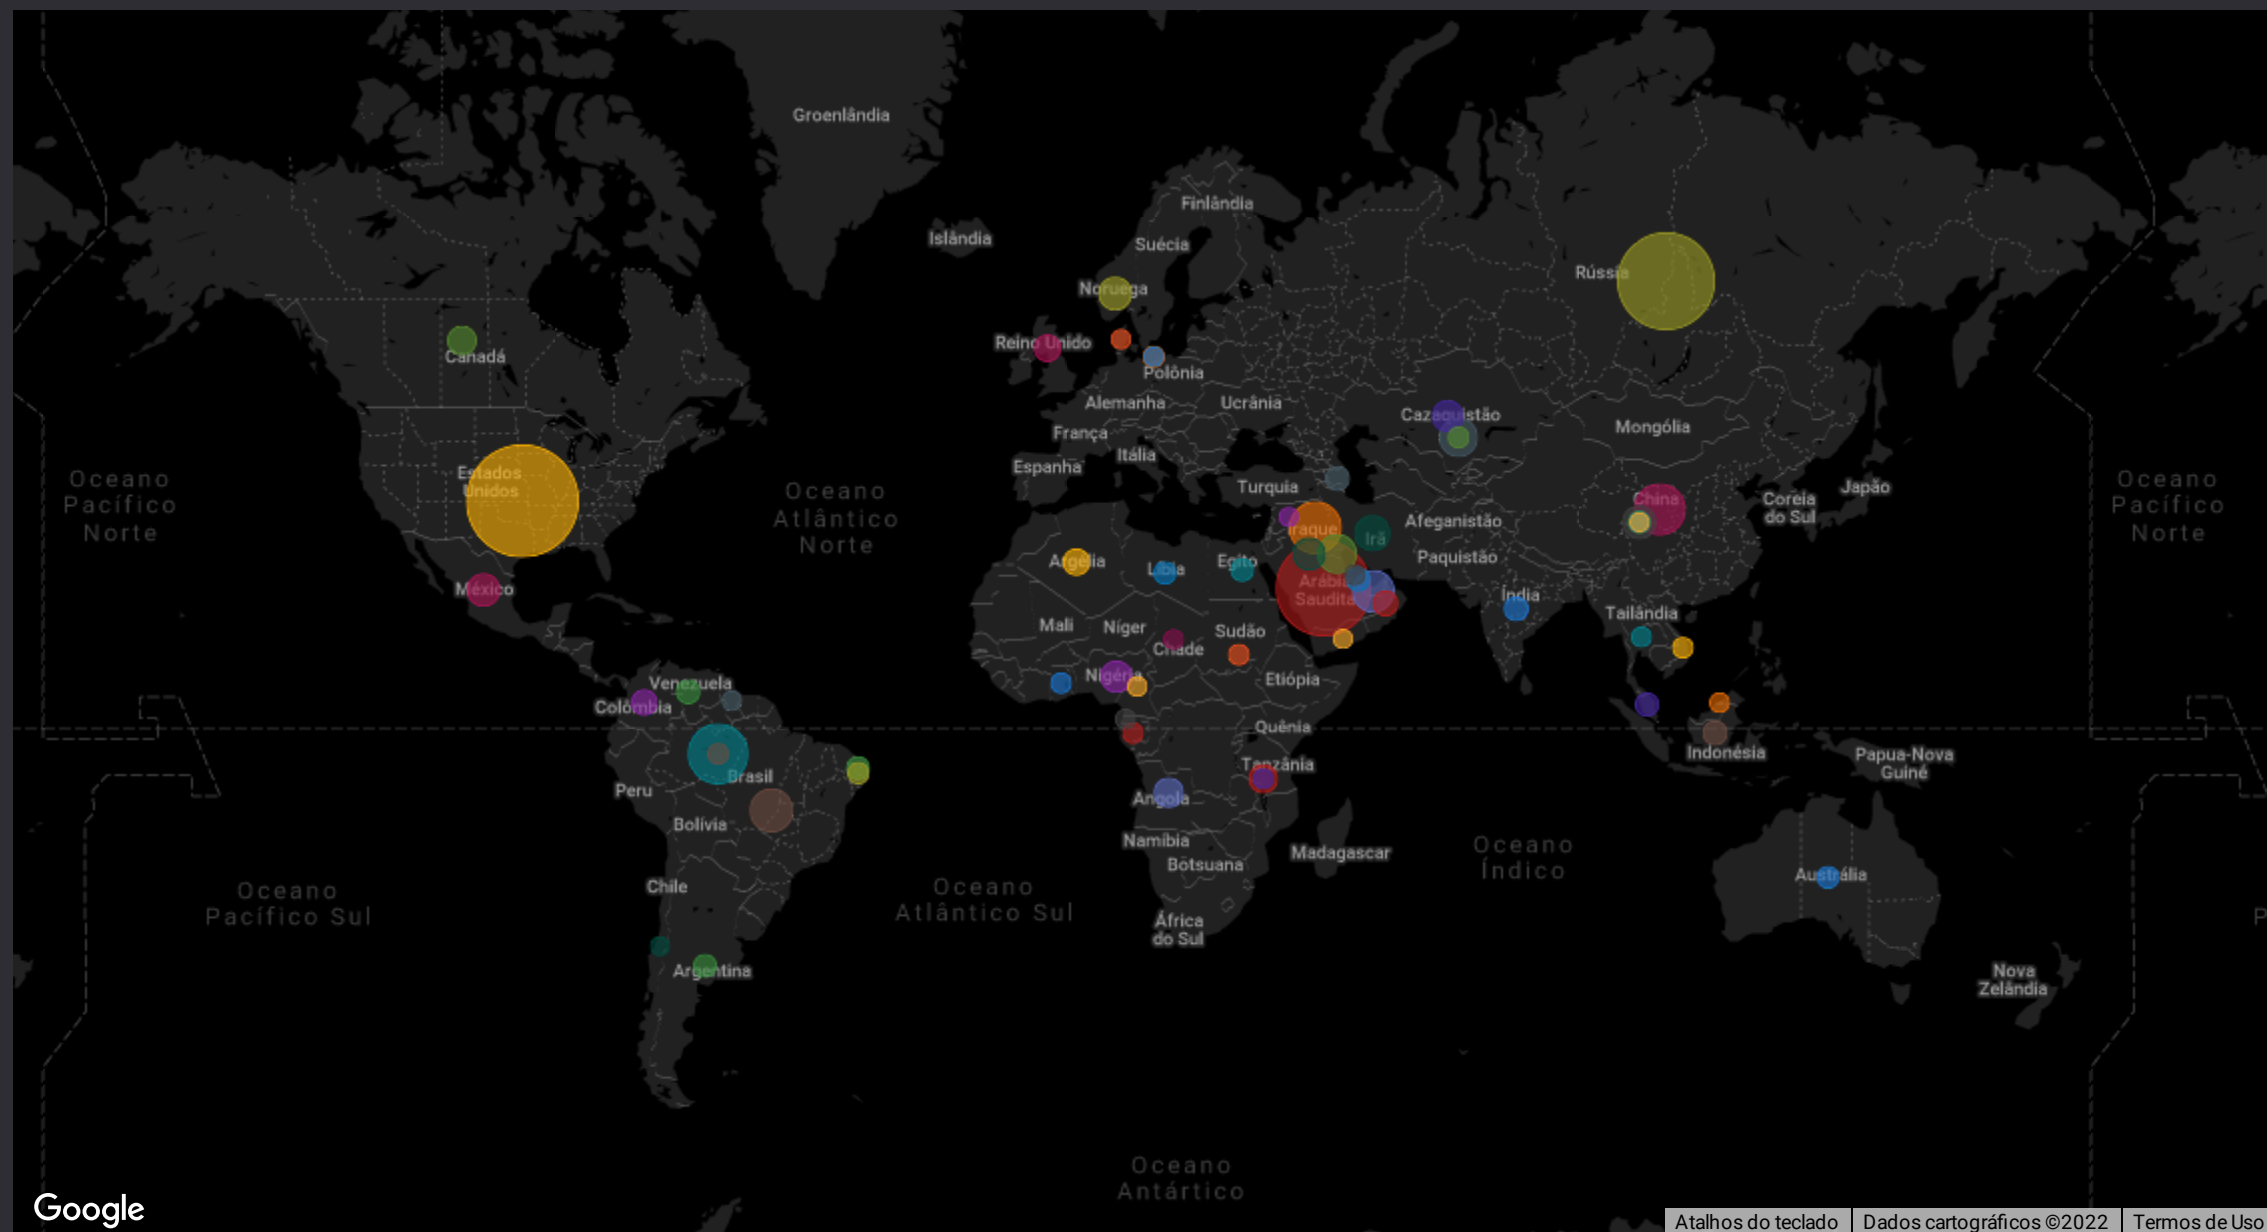 Groenlândia
Finlândia
Islândia
Suécia
Rússia
Noruega
Reino Unido
Canadá
Polônia
Alemanha
Ucrânia
Cazaquistão
Mongólia
França
Itália
Espanha
Estados
Unidos
Turquia
Oceano
Pacífico
Norte
Oceano
Atlântico
Norte
China
Coreia
do Sul
Japão
Oceano
Pacífico
Norte
Iraque
Irã
Afeganistão
Paquistão
Argélia
Líbia
Egito
Arábia
Saudita
México
Índia
Tailândia
Mali
Níger
Sudão
Chade
Nigéria
Etiópia
Venezuela
Colômbia
Quênia
Indonésia
Papua-Nova
Guiné
Tanzânia
Brasil
Peru
Angola
Bolívia
Namíbia
Madagascar
Botsuana
Oceano
Índico
Chile
Austrália
Oceano
Pacífico Sul
Oceano
Atlântico Sul
P
África
do Sul
Argentina
Nova
Zelândia
Oceano
Antártico
Google
Atalhos do teclado
Dados cartográficos ©2022
Termos de Uso